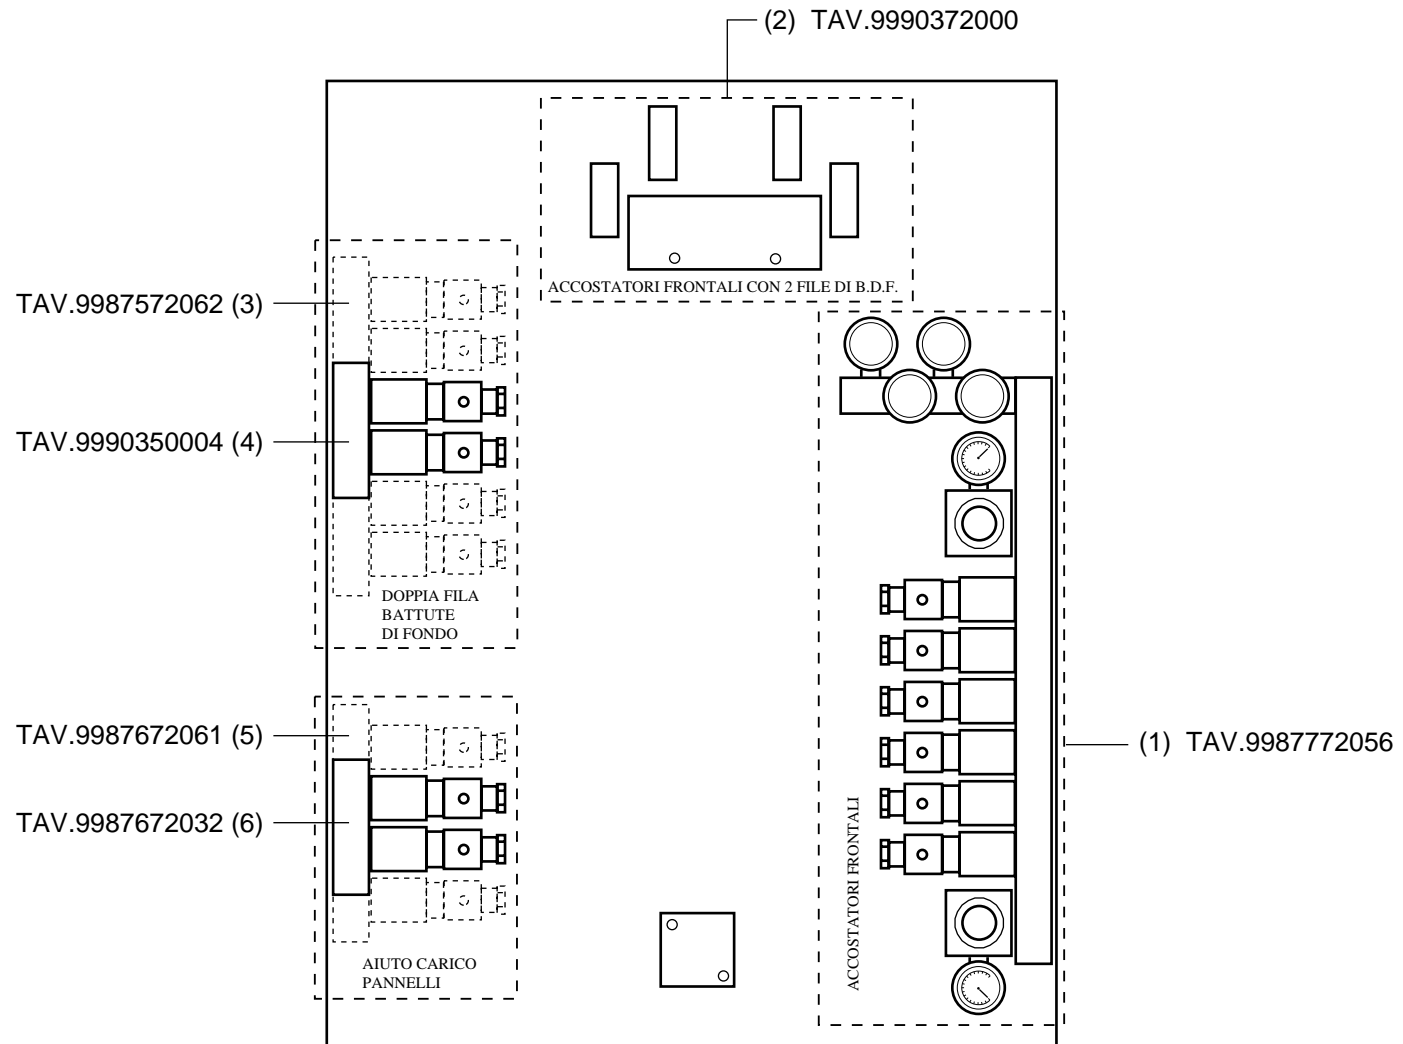 (2) TAV.9990372000
ACCOSTATORI FRONTALI CON 2 FILE DI B.D.F.
TAV.9987572062 (3)
TAV.9990350004 (4)
DOPPIA FILA
BATTUTE
DI FONDO
TAV.9987672061 (5)
TAV.9987672032 (6)
AIUTO CARICO
PANNELLI
(1) TAV.9987772056
ACCOSTATORI FRONTALI